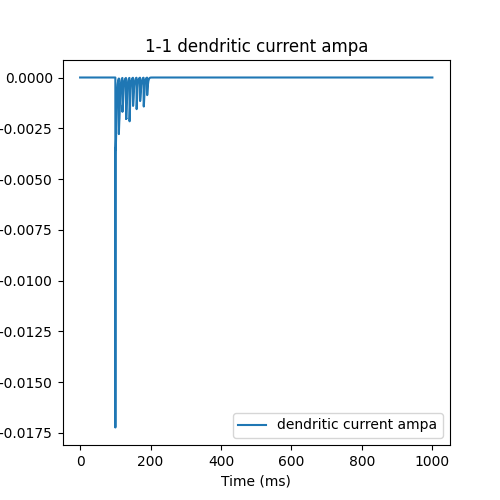 1-1 dendritic current ampa
0.0000
-0.0025
-0.0050
-0.0075
-0.0100
-0.0125
-0.0150
-0.0175
dendritic current ampa
0 200 400 600 800 1000
Time (ms)